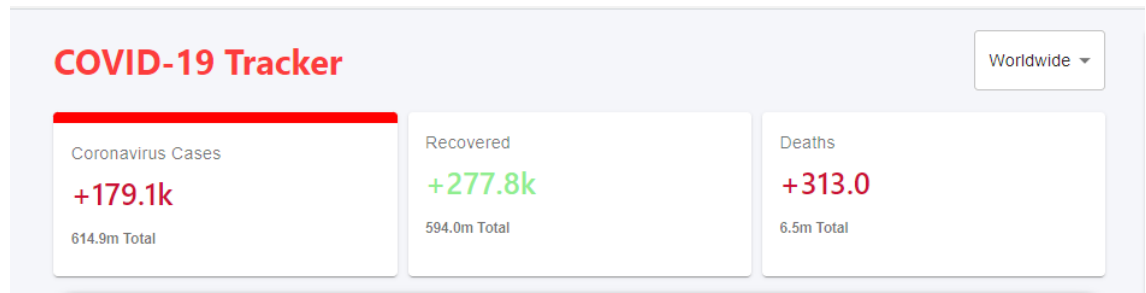 COVID-19 Tracker
Worldwide
Coronavirus Cases
+179.1k
614.9m Total
Recovered
+277.8k
594.0m Total
Deaths
+313.0
6.5m Total